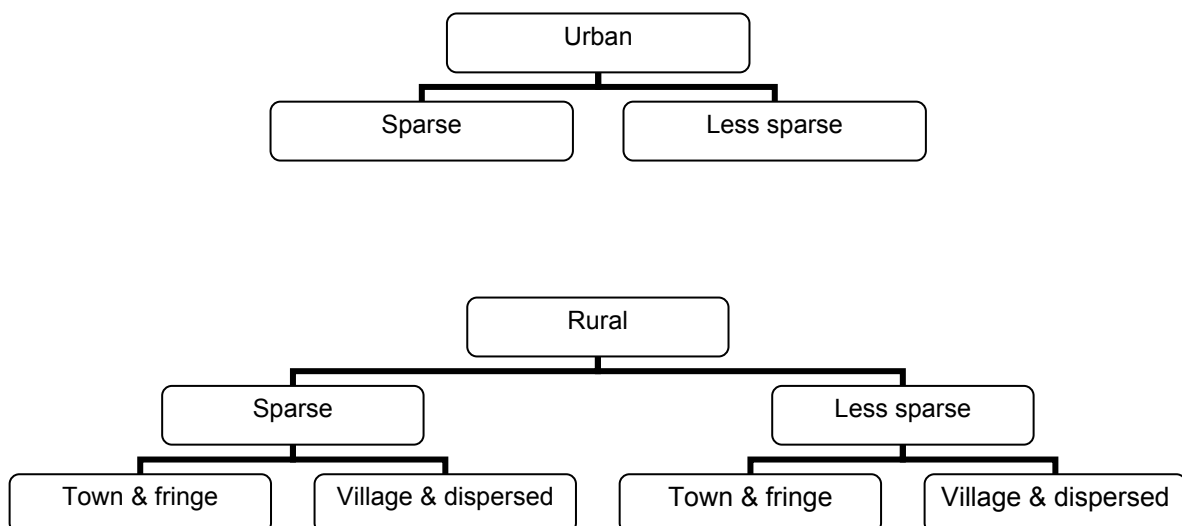 Urban
Sparse
Less sparse
Rural
Sparse
Less sparse
Town & fringe
Village & dispersed
Town & fringe
Village & dispersed